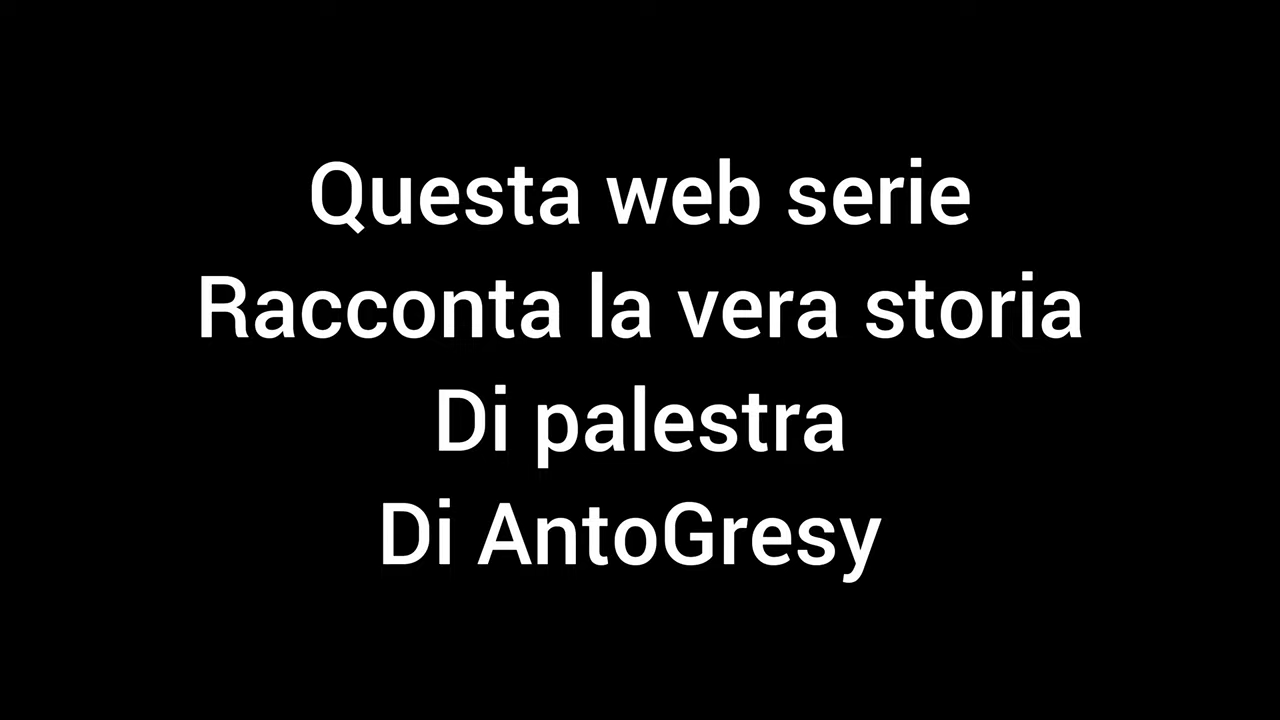 Questa web serie
Racconta la vera storia
Di palestra
Di AntoGresy